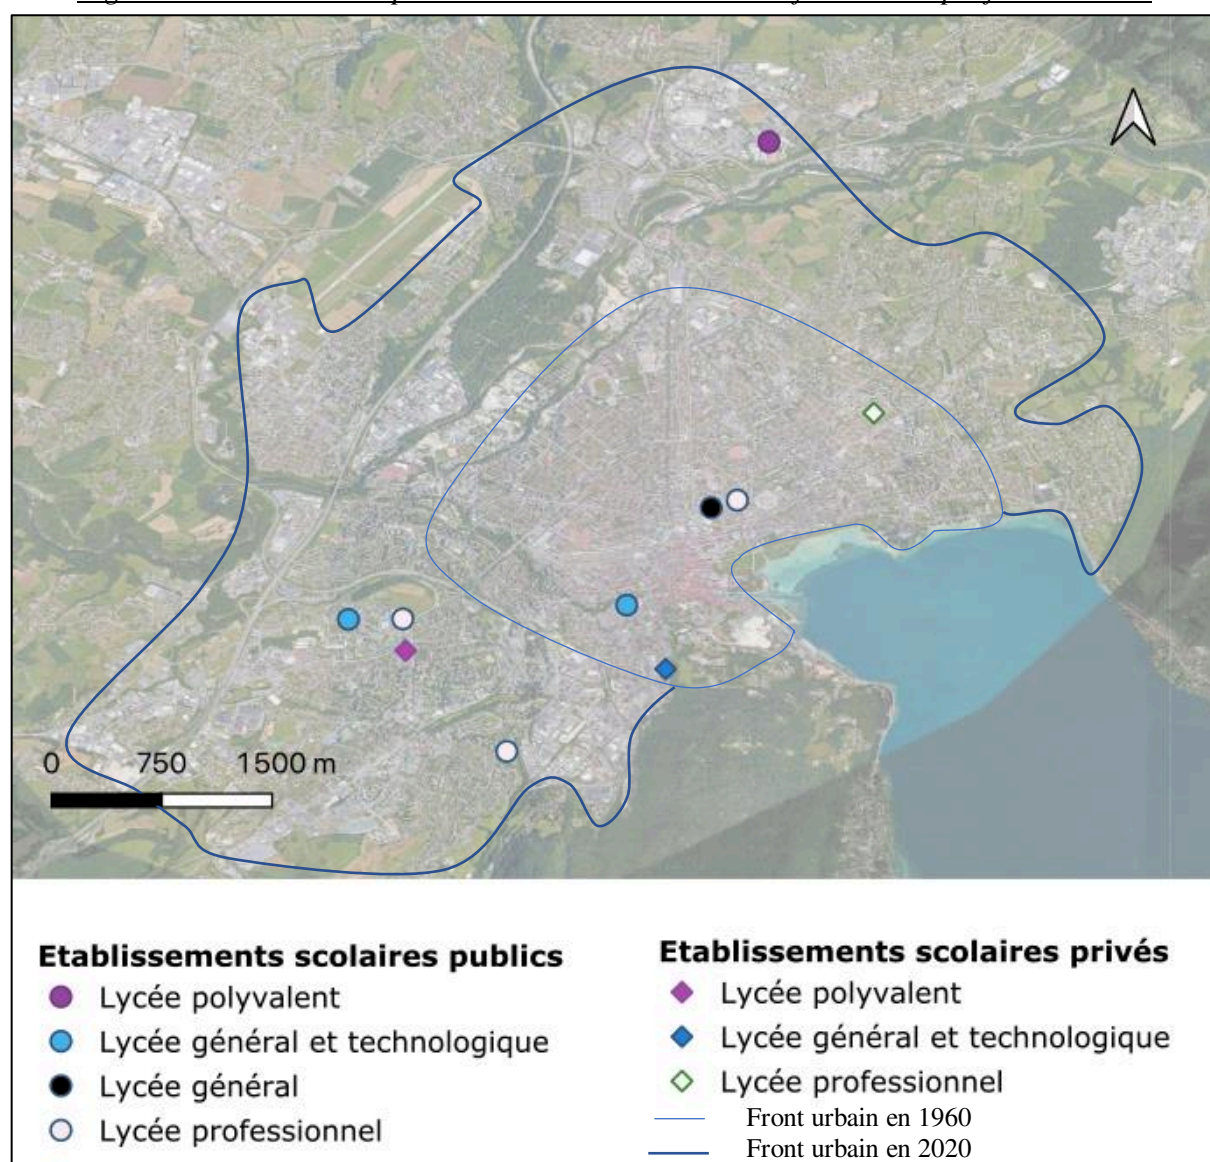 0 750 1500 m
Etablissements scolaires publics
Lycée polyvalent
Lycée général et technologique
Lycée général
Lycée professionnel
Etablissements scolaires privés
Lycée polyvalent
Lycée général et technologique
Lycée professionnel
Front urbain en 1960
Front urbain en 2020